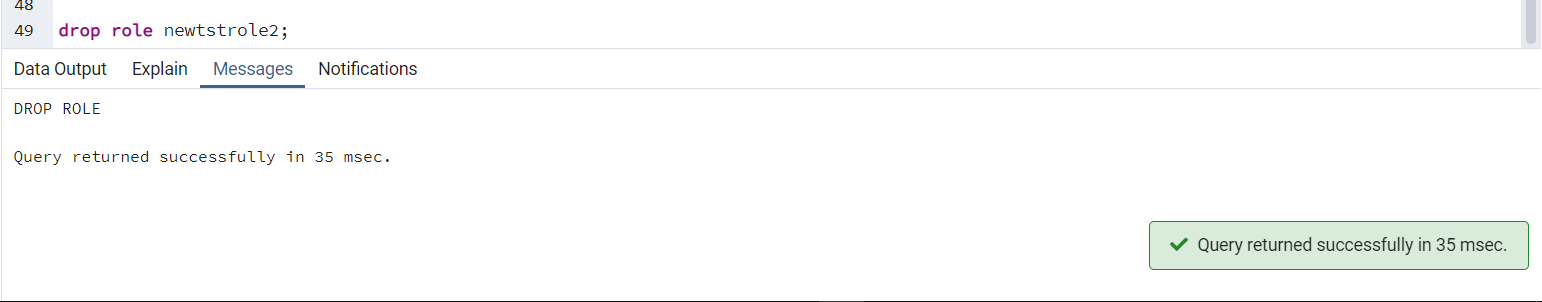 48
49 drop role newtstrole2;
Data Output Explain Messages Notifications
DROP ROLE
Query returned successfully in 35 msec.
Query returned successfully in 35 msec.